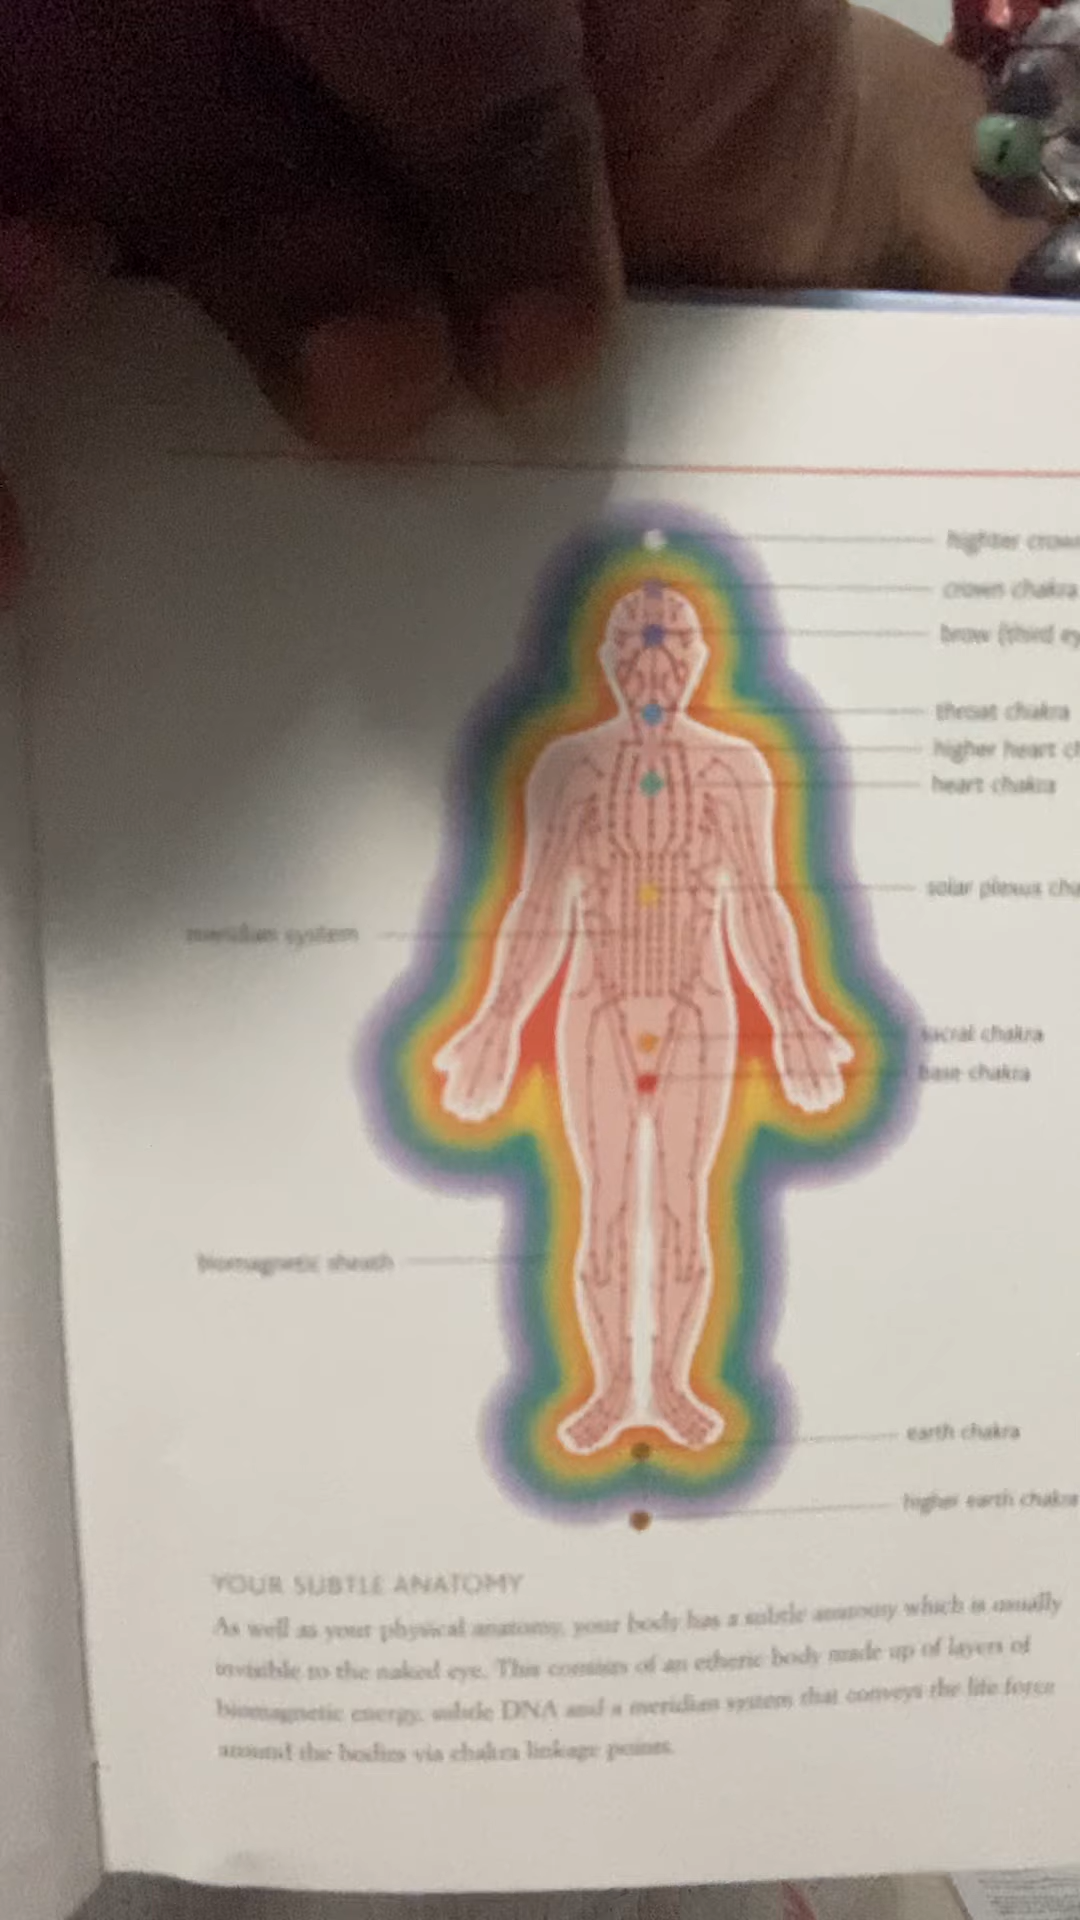 higher crow
crown chakra
brow (third ey
throat chakra
higher heart ch
heart chakra
solar plexus cha
meridian system
sacral chakra
base chakra
biomagnetic sheath
earth chakra
higher earth chakra
YOUR SUBTLE ANATOMY
As well as your physical anatomy, your body has a subtle anatomy which is usually
invisible to the naked eye. This consists of an etheric body made up of layers of
biomagnetic energy, subtle DNA and a meridian system that conveys the life force
around the bodies via chakra linkage points.